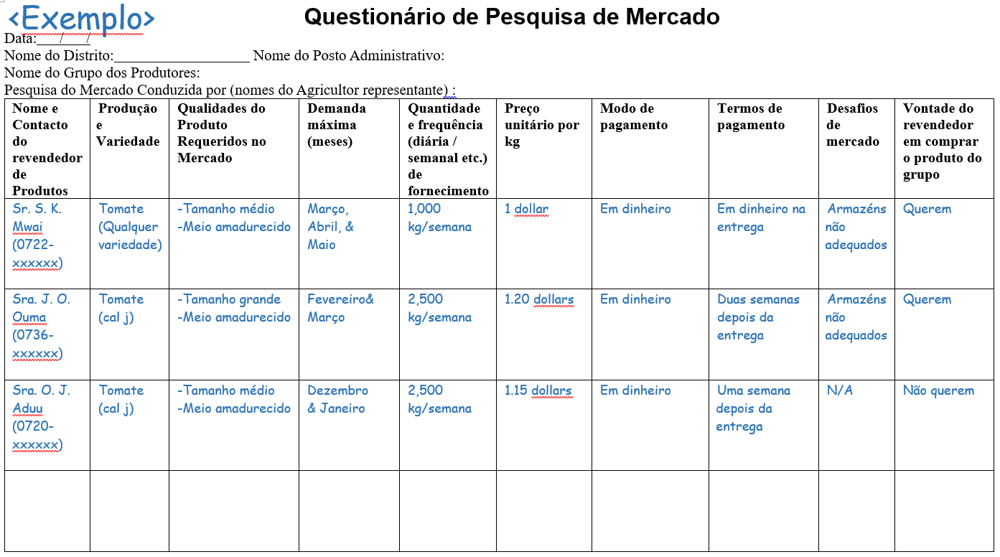 <Exemplo>
Questionário de Pesquisa de Mercado
Data:___/___/
Nome do Distrito:__________________ Nome do Posto Administrativo:
Nome do Grupo dos Produtores:
Pesquisa do Mercado Conduzida por (nomes do Agricultor representante) :
Nome e
Contacto
do
revendedor
de
Produtos
Produção
e
Variedade
Qualidades do
Produto
Requeridos no
Mercado
Demanda
máxima
(meses)
Quantidade
e frequência
(diária /
semanal etc.)
de
fornecimento
Preço
unitário por
kg
Modo de
pagamento
Termos de
pagamento
Desafios
de
mercado
Vontade do
revendedor
em comprar
o produto do
grupo
Sr. S. K.
Mwai
(0722-
xxxxxx)
Tomate
(Qualquer
variedade)
-Tamanho médio
-Meio amadurecido
Março,
Abril, &
Maio
1,000
kg/semana
1 dollar
Em dinheiro
Em dinheiro na
entrega
Armazéns
não
adequados
Querem
Sra. J. O.
Ouma
(0736-
xxxxxx)
Tomate
(cal j)
-Tamanho grande
-Meio amadurecido
Fevereiro&
Março
2,500
kg/semana
1.20 dollars
Em dinheiro
Duas semanas
depois da
entrega
Armazéns
não
adequados
Querem
Sra. O. J.
Aduu
(0720-
xxxxxx)
Tomate
(cal j)
-Tamanho médio
-Meio amadurecido
Dezembro
& Janeiro
2,500
kg/semana
1.15 dollars
Em dinheiro
Uma semana
depois da
entrega
N/A
Não querem